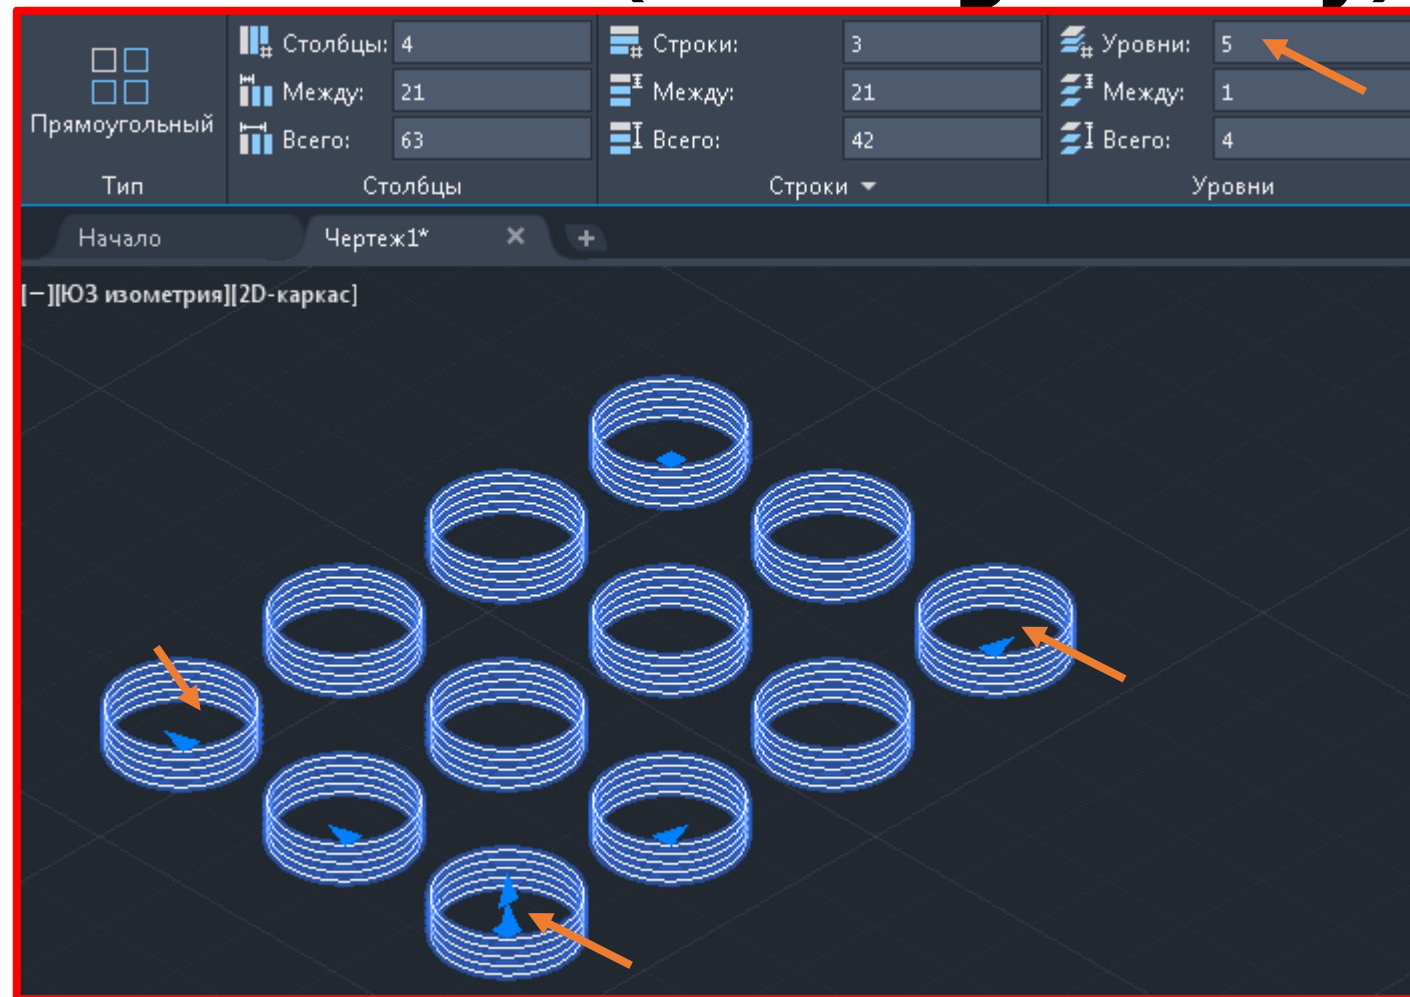 Столбцы: 4 Строки: 3 Уровни: 5
Между: 21 Между: 21 Между: 1
Прямоугольный
Всего: 63 Всего: 42 Всего: 4
Тип Столбцы Строки Уровни
Начало Чертеж1*
[−][ЮЗ изометрия][2D-каркас]